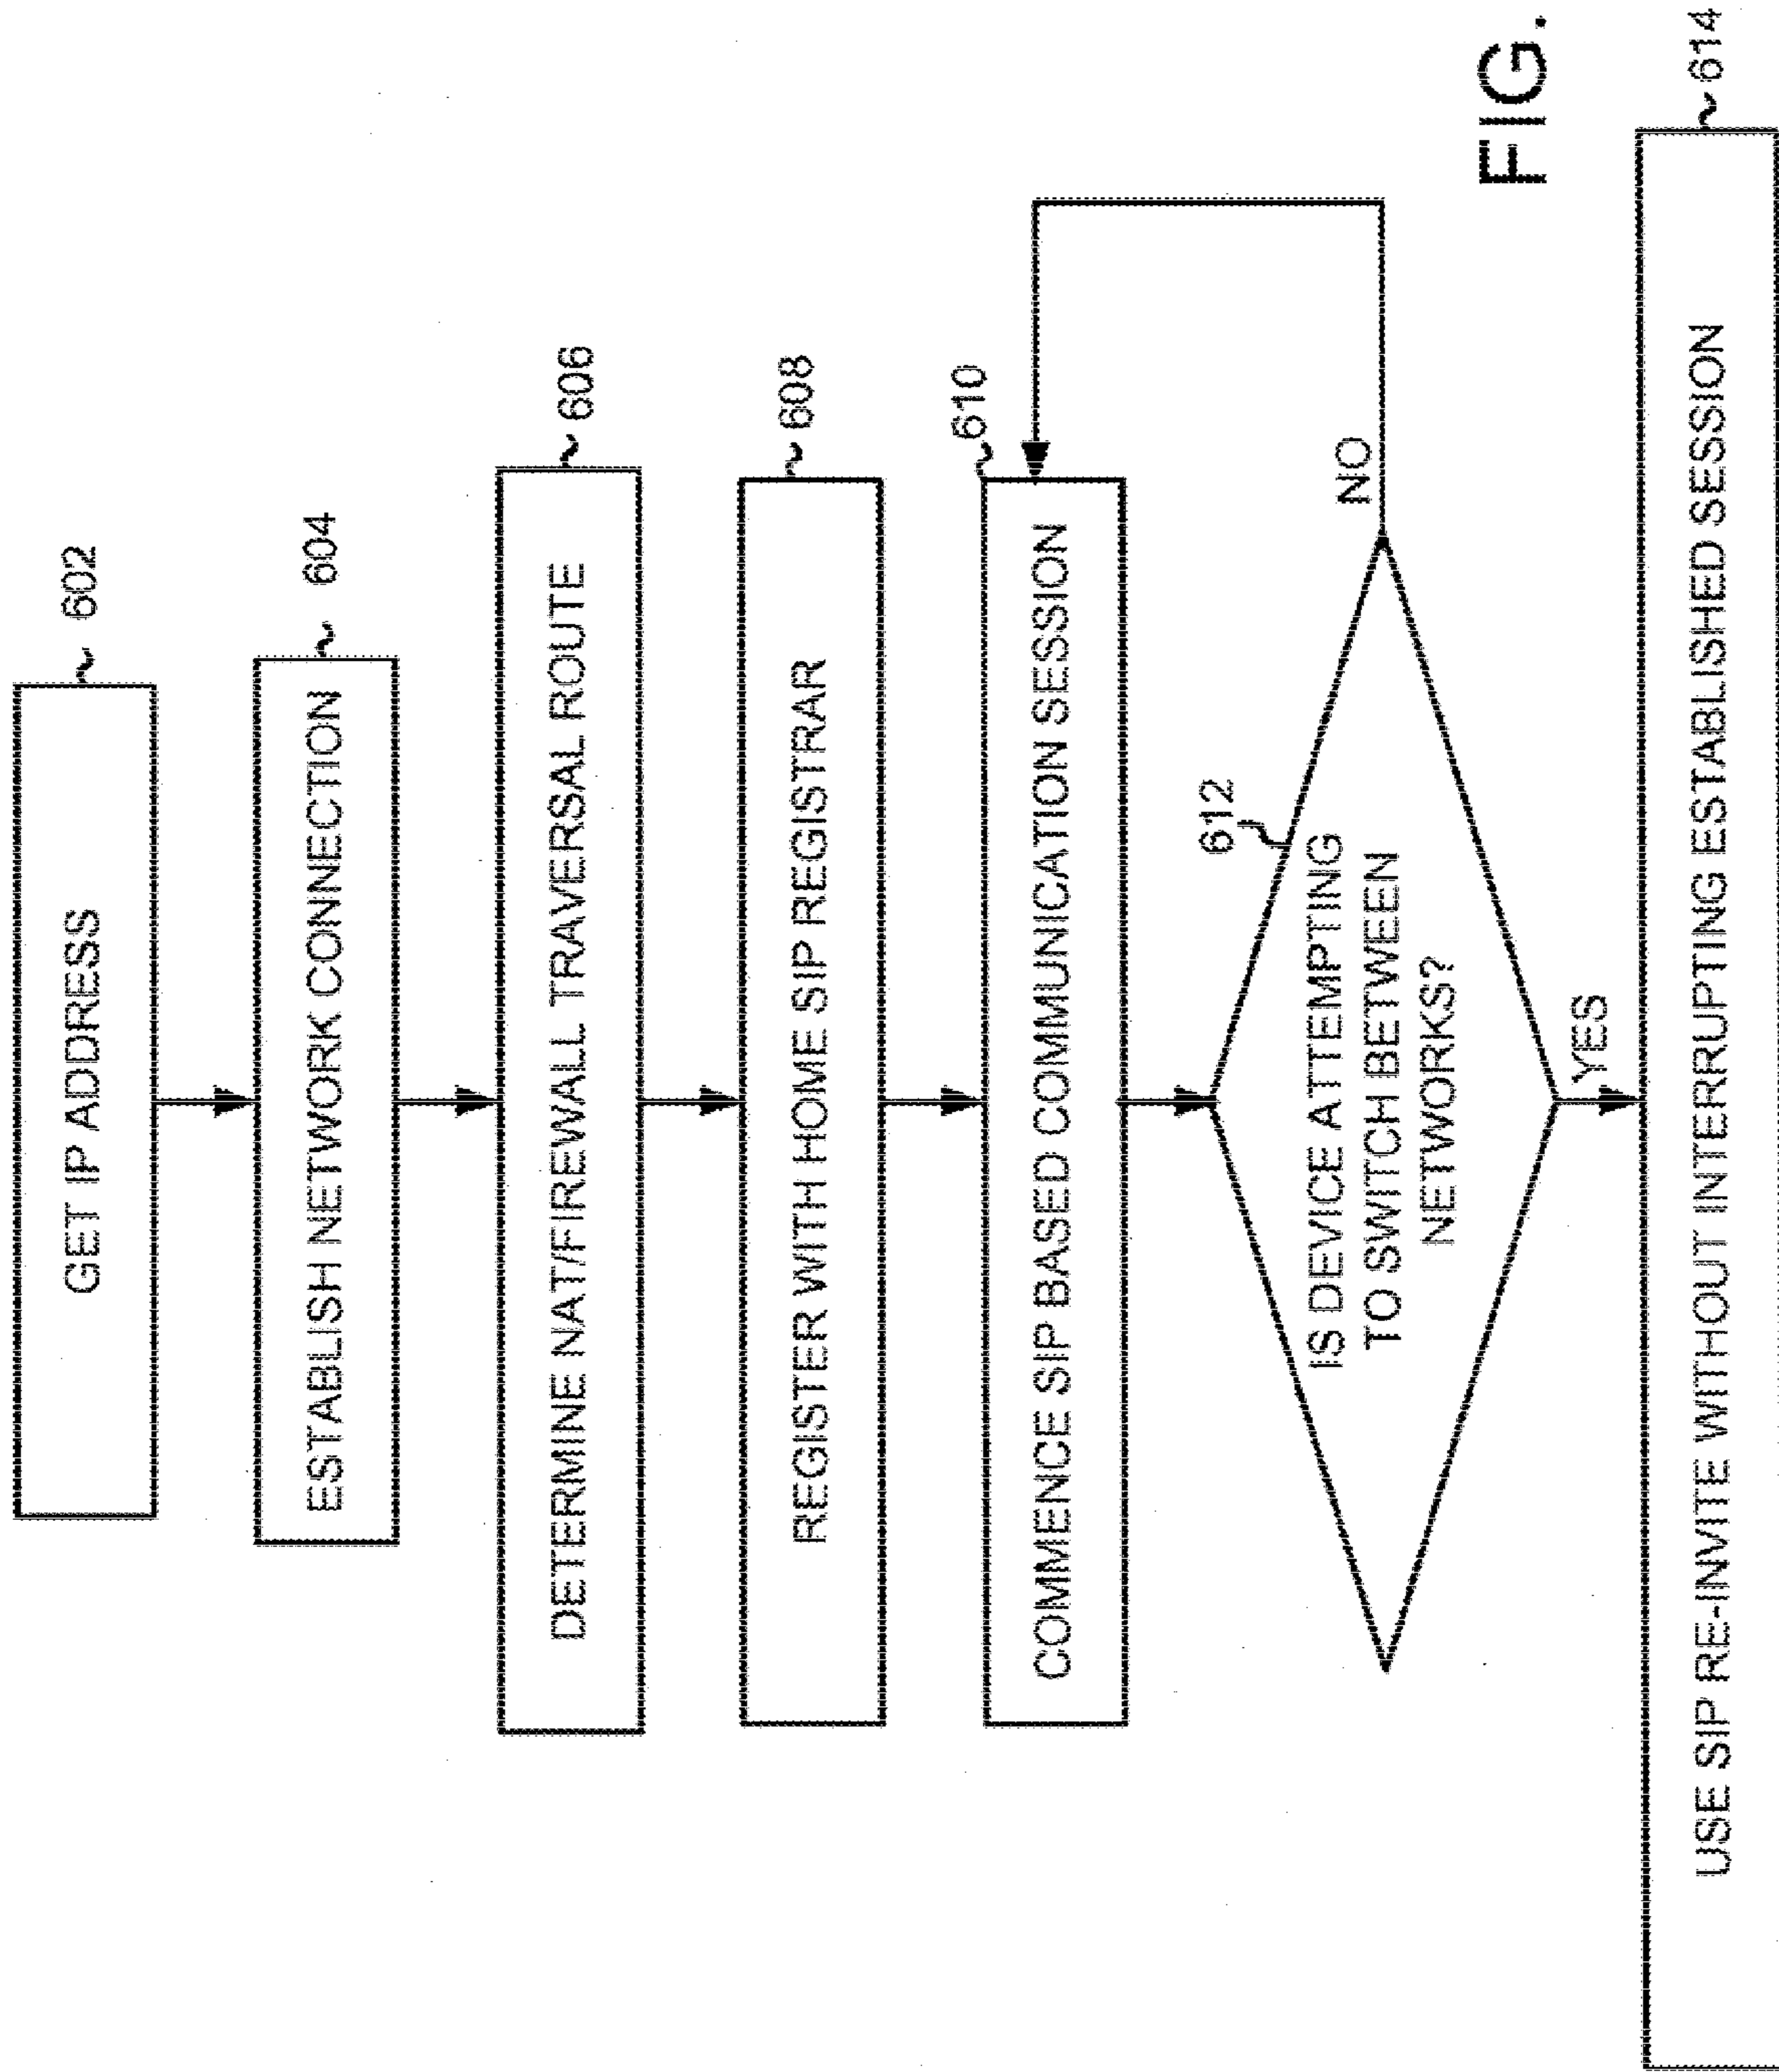 GET IP ADDRESS
602
ESTABLISH NETWORK CONNECTION
604
DETERMINE NAT/FIREWALL TRAVERSAL ROUTE
606
REGISTER WITH HOME SIP REGISTRAR
608
COMMENCE SIP BASED COMMUNICATION SESSION
610
612
IS DEVICE ATTEMPTING
TO SWITCH BETWEEN
NETWORKS?
NO
YES
FIG.
USE SIP RE-INVITE WITHOUT INTERRUPTING ESTABLISHED SESSION
614